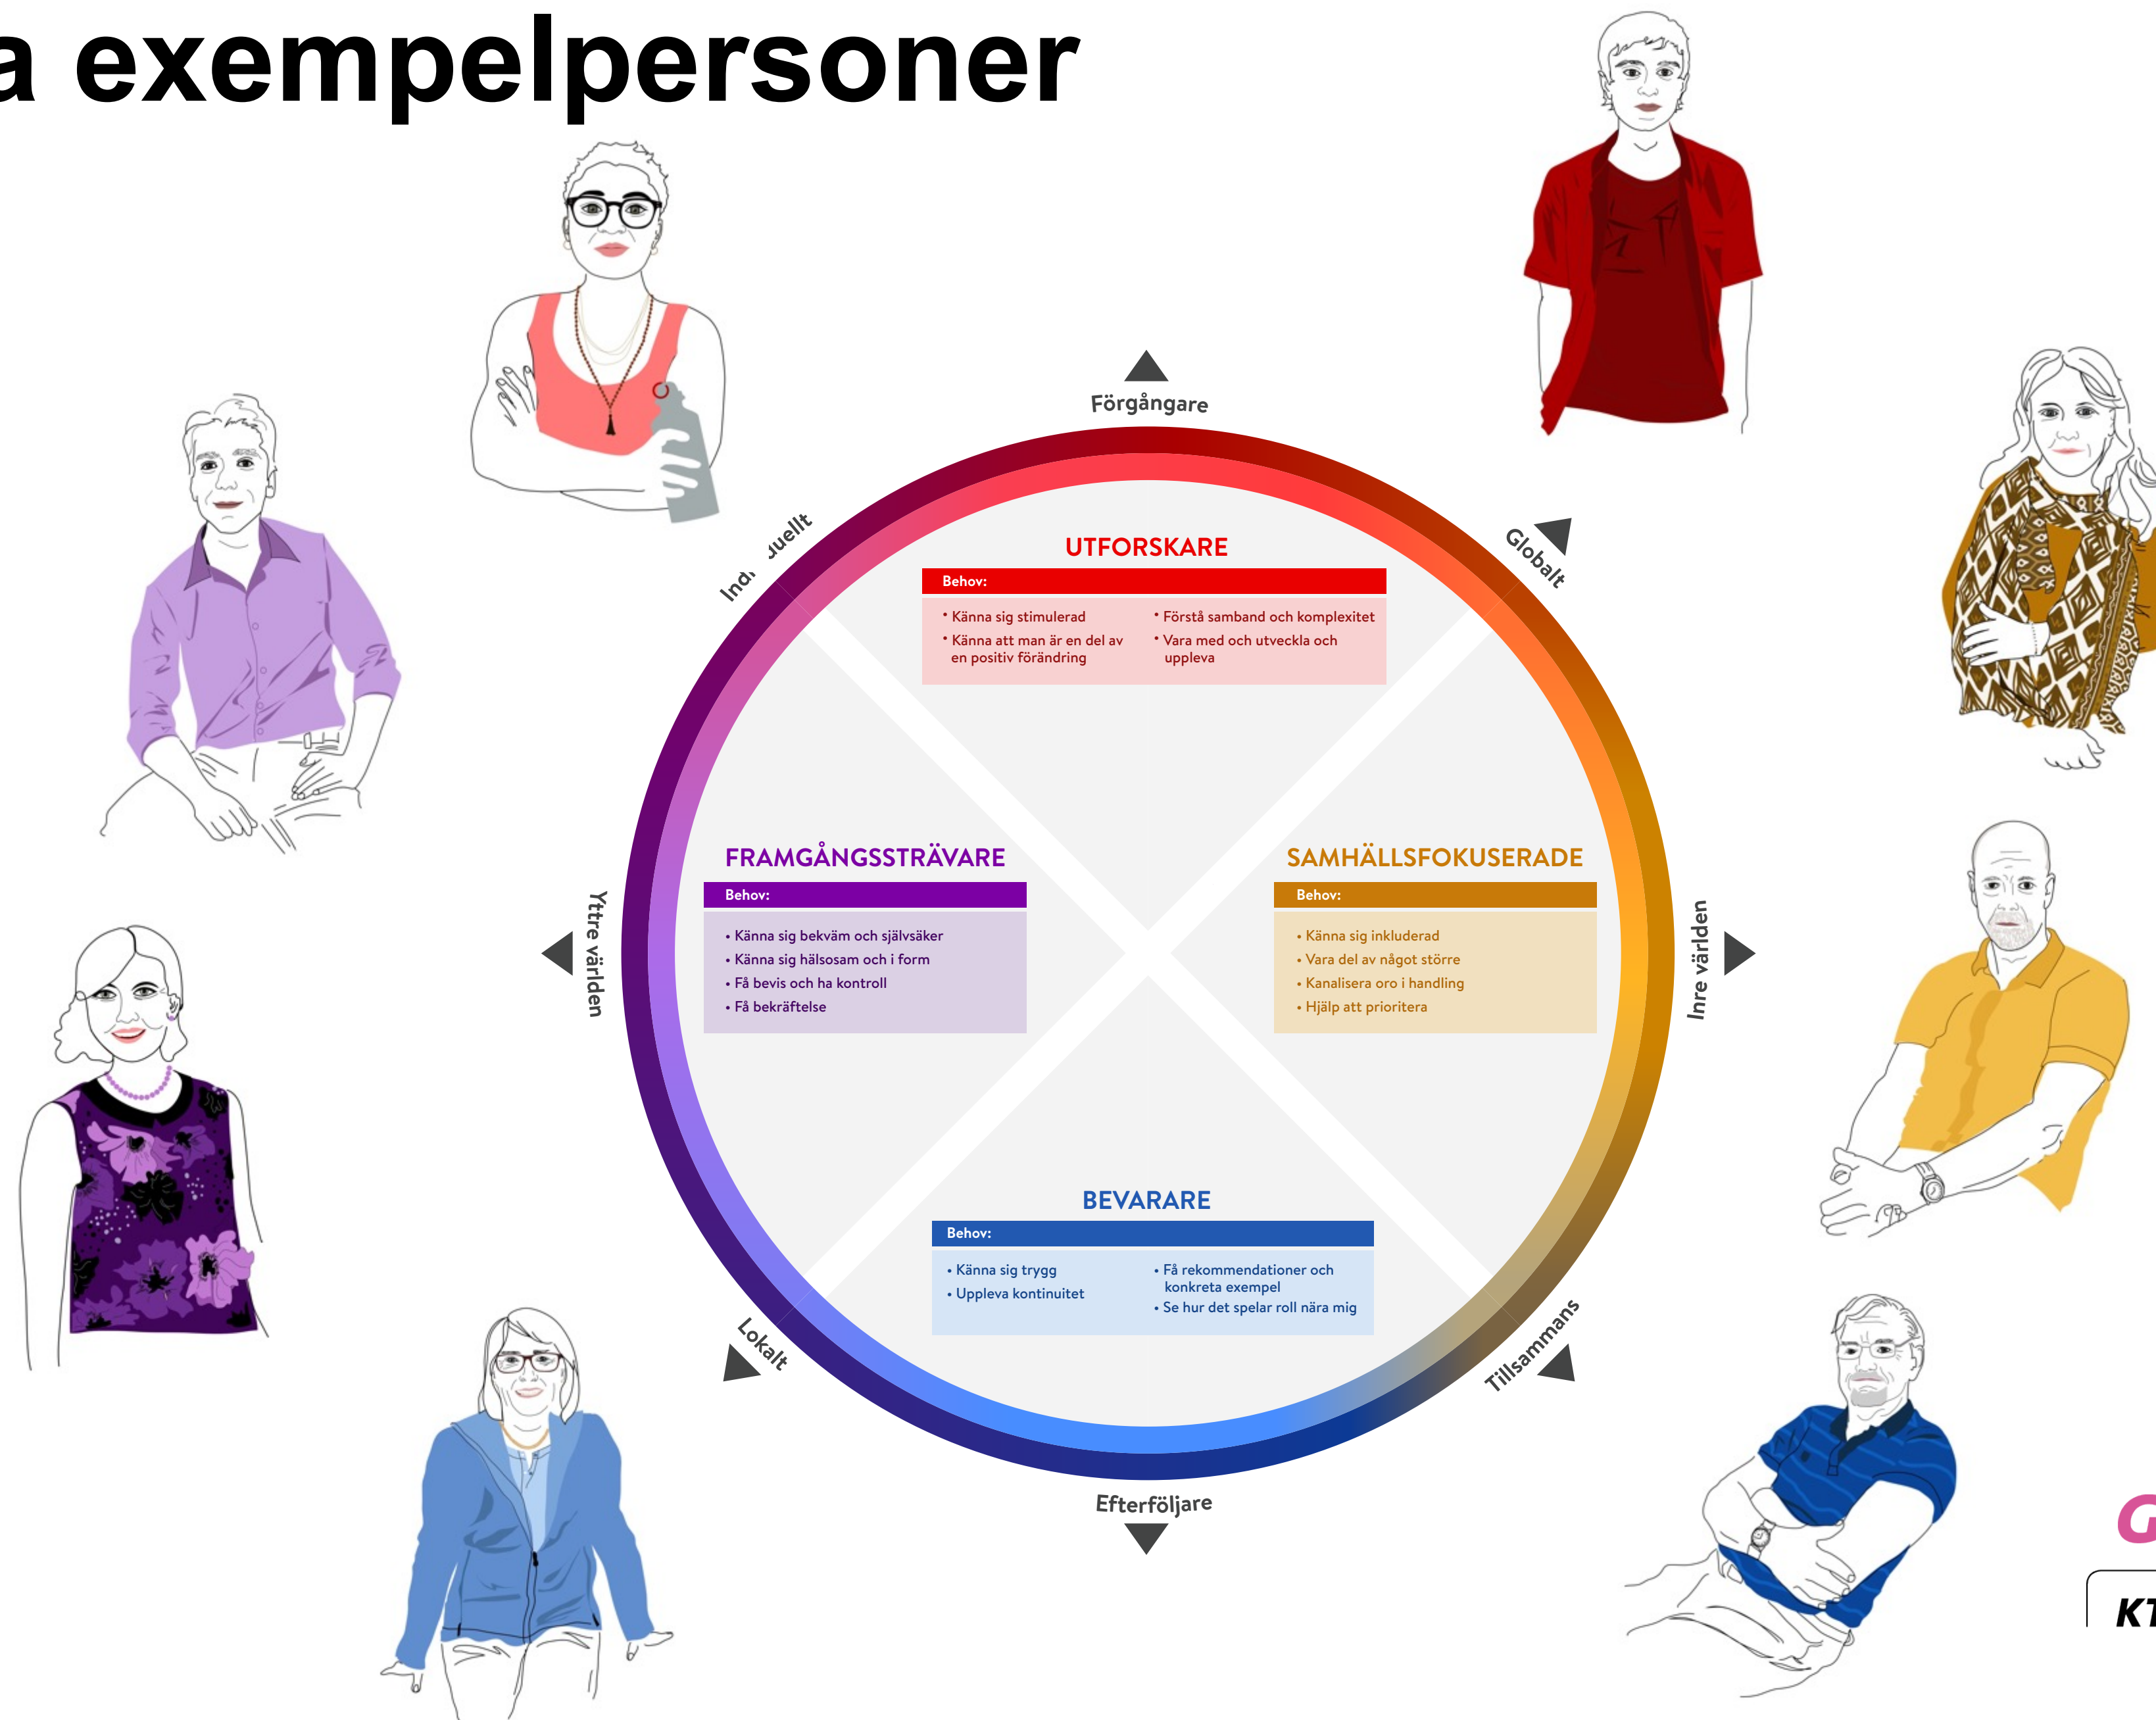 a exempelpersoner
Förgångare
Globalt
UTFORSKARE
Behov:
• Känna sig stimulerad
• Känna att man är en del av
en positiv förändring
• Förstå samband och komplexitet
• Vara med och utveckla och
uppleva
Yttre världen
FRAMGÅNGSSTRÄVARE
Behov:
• Känna sig bekväm och självsäker
• Känna sig hälsosam och i form
• Få bevis och ha kontroll
• Få bekräftelse
SAMHÄLLSFOKUSERADE
Behov:
• Känna sig inkluderad
• Vara del av något större
• Kanalisera oro i handling
• Hjälp att prioritera
Inre världen
BEVARARE
Behov:
• Känna sig trygg
• Uppleva kontinuitet
• Få rekommendationer och
konkreta exempel
• Se hur det spelar roll nära mig
Lokalt
Tillsammans
Efterföljare
G
KT